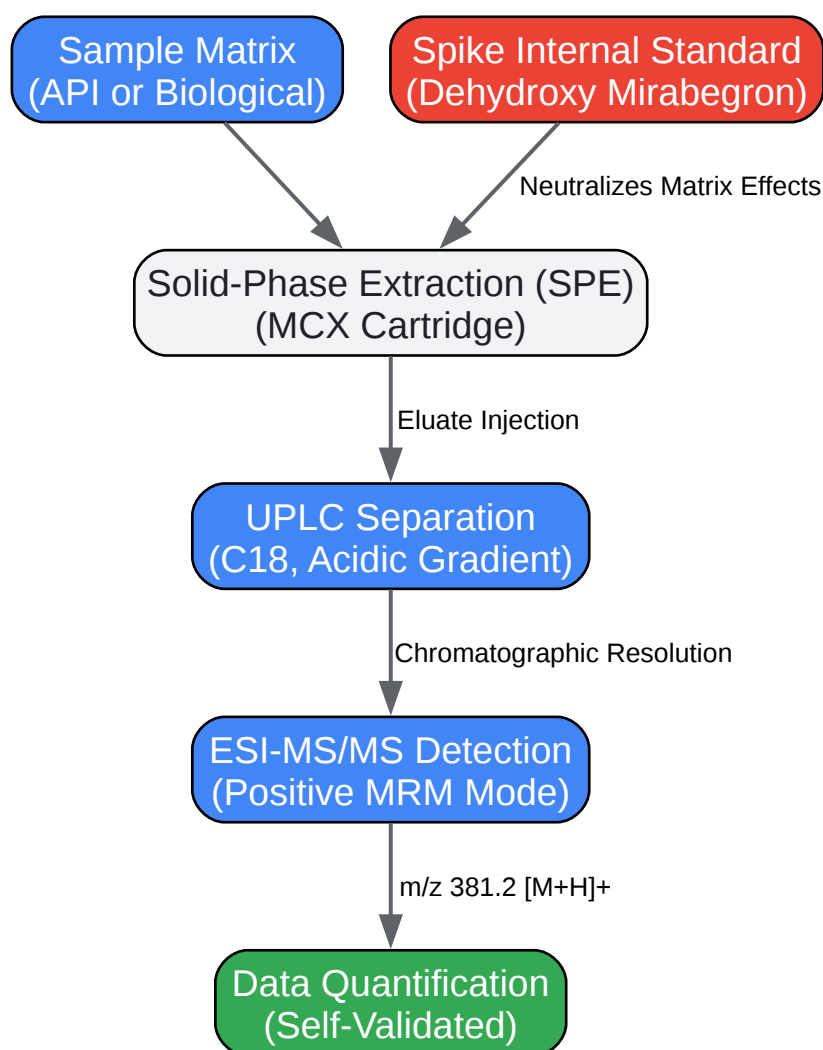 Sample Matrix
(API or Biological)
Spike Internal Standard
(Dehydroxy Mirabegron)
Neutralizes Matrix Effects
Solid-Phase Extraction (SPE)
(MCX Cartridge)
Eluate Injection
UPLC Separation
(C18, Acidic Gradient)
Chromatographic Resolution
ESI-MS/MS Detection
(Positive MRM Mode)
m/z 381.2 [M+H]+
Data Quantification
(Self-Validated)